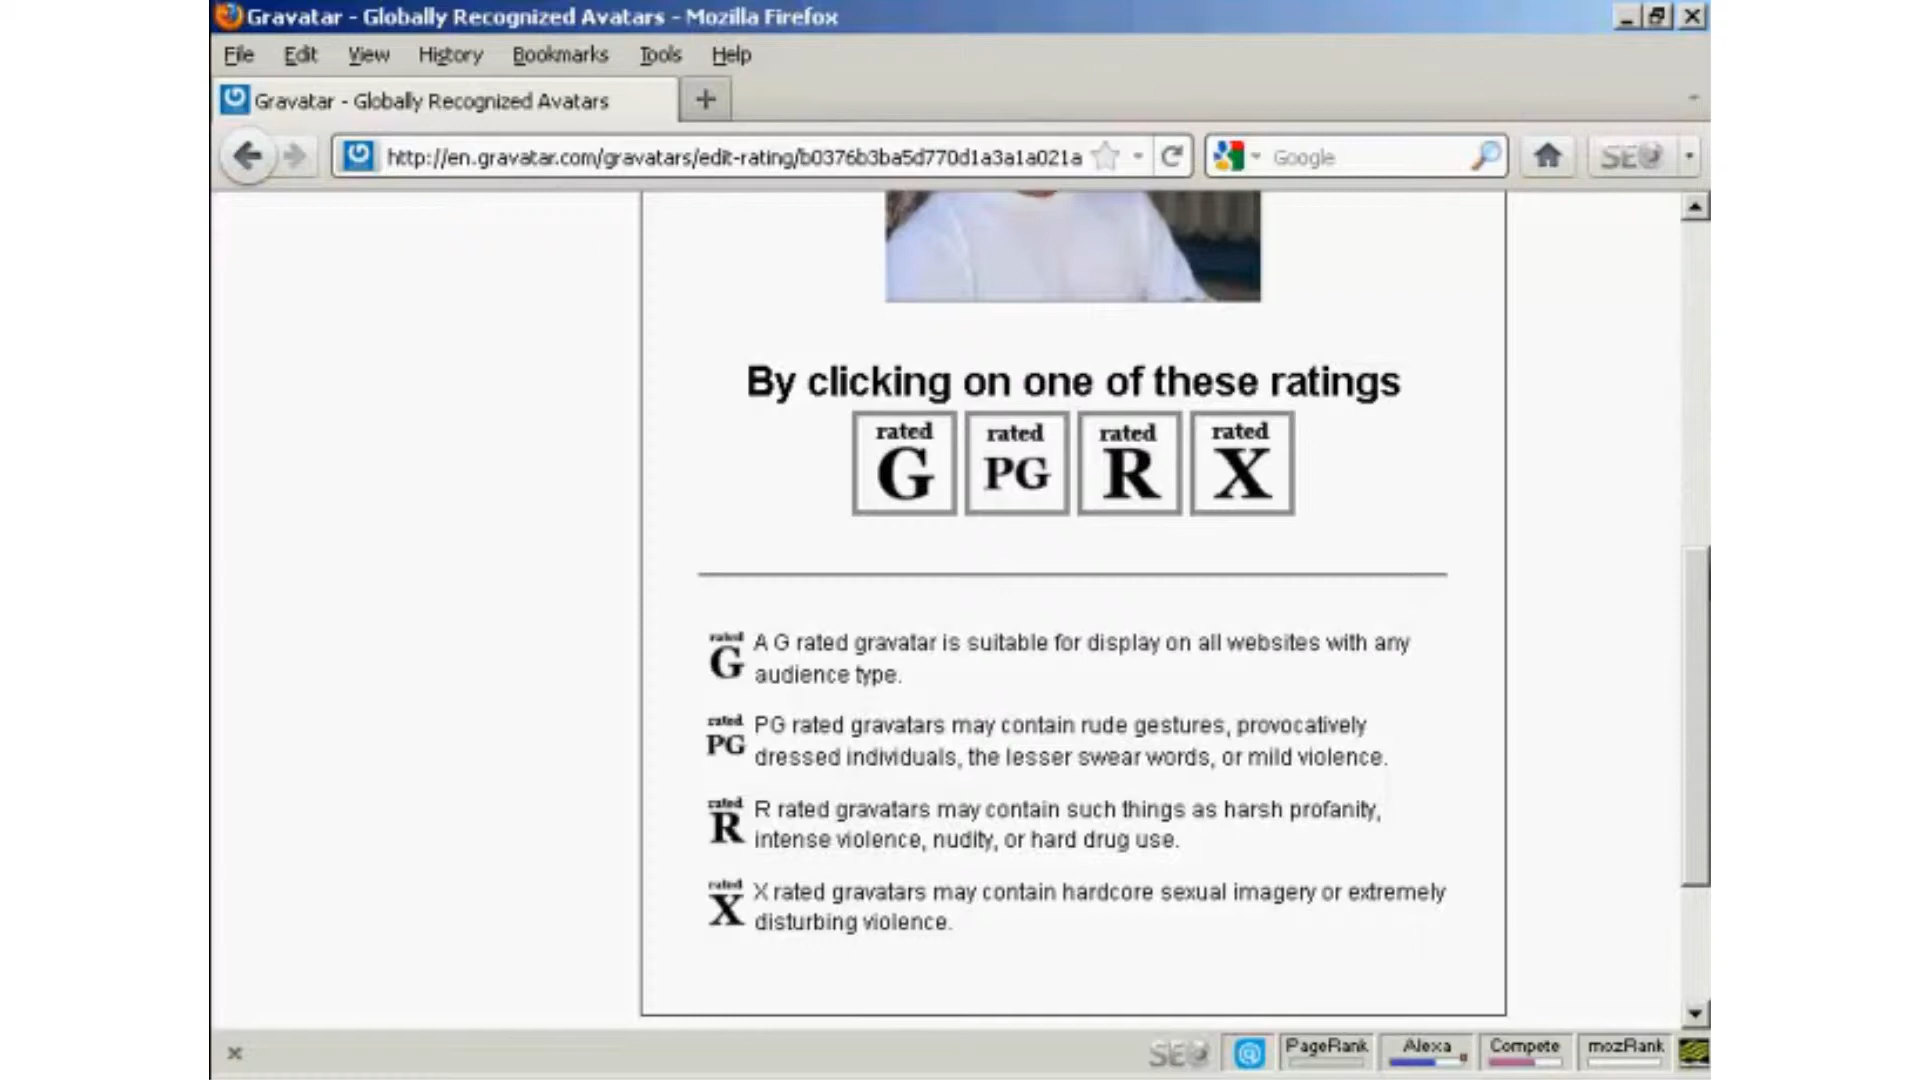 Gravatar - Globally Recognized Avatars - Mozilla Firefox
File Edit View History Bookmarks Tools Help
Gravatar - Globally Recognized Avatars +
http://en.gravatar.com/gravatars/edit-rating/b0376b3ba5d770d1a3a1a021a Google SEO
By clicking on one of these ratings
rated G rated PG rated R rated X
rated G A G rated gravatar is suitable for display on all websites with any
audience type.
rated PG PG rated gravatars may contain rude gestures, provocatively
dressed individuals, the lesser swear words, or mild violence.
rated R R rated gravatars may contain such things as harsh profanity,
intense violence, nudity, or hard drug use.
rated X X rated gravatars may contain hardcore sexual imagery or extremely
disturbing violence.
x SEO @ PageRank Alexa Compete mozRank